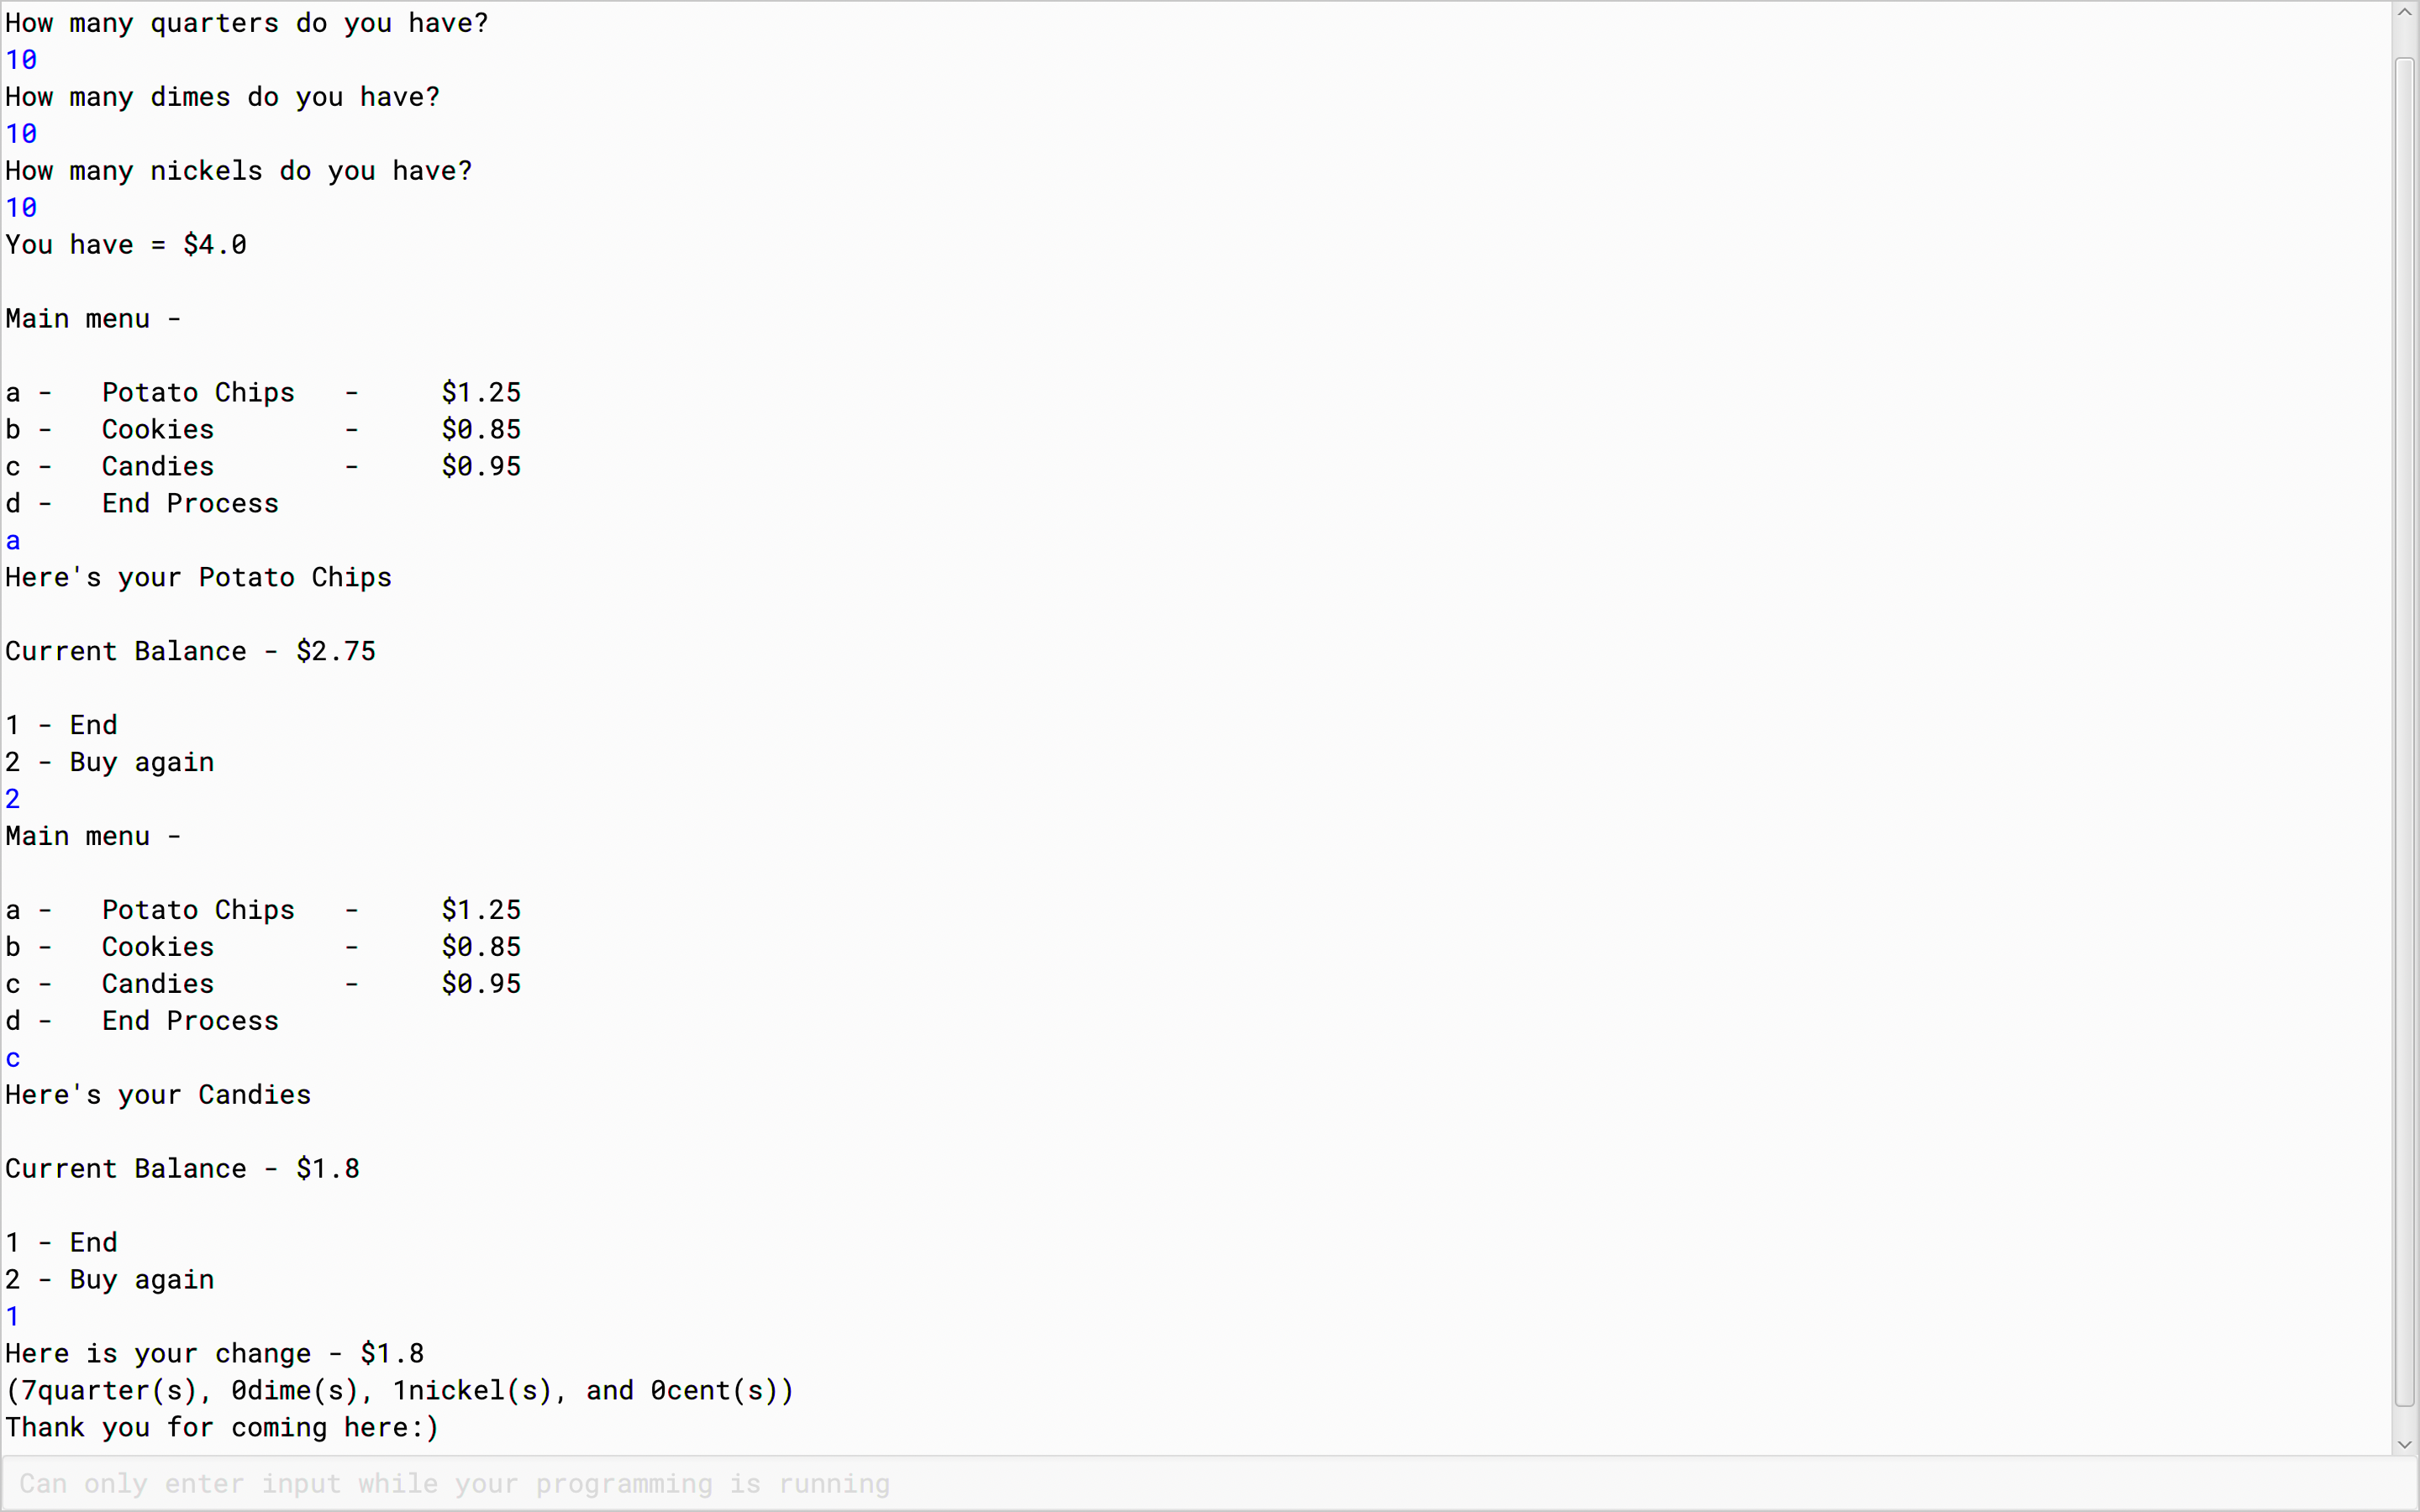 How many quarters do you have?
10
How many dimes do you have?
10
How many nickels do you have?
10
You have = $4.0
Main menu -
a -   Potato Chips   -     $1.25
b -   Cookies        -     $0.85
c -   Candies        -     $0.95
d -   End Process
a
Here's your Potato Chips
Current Balance - $2.75
1 - End
2 - Buy again
2
Main menu -
a -   Potato Chips   -     $1.25
b -   Cookies        -     $0.85
c -   Candies        -     $0.95
d -   End Process
c
Here's your Candies
Current Balance - $1.8
1 - End
2 - Buy again
1
Here is your change - $1.8
(7quarter(s), 0dime(s), 1nickel(s), and 0cent(s))
Thank you for coming here:)
Can only enter input while your programming is running